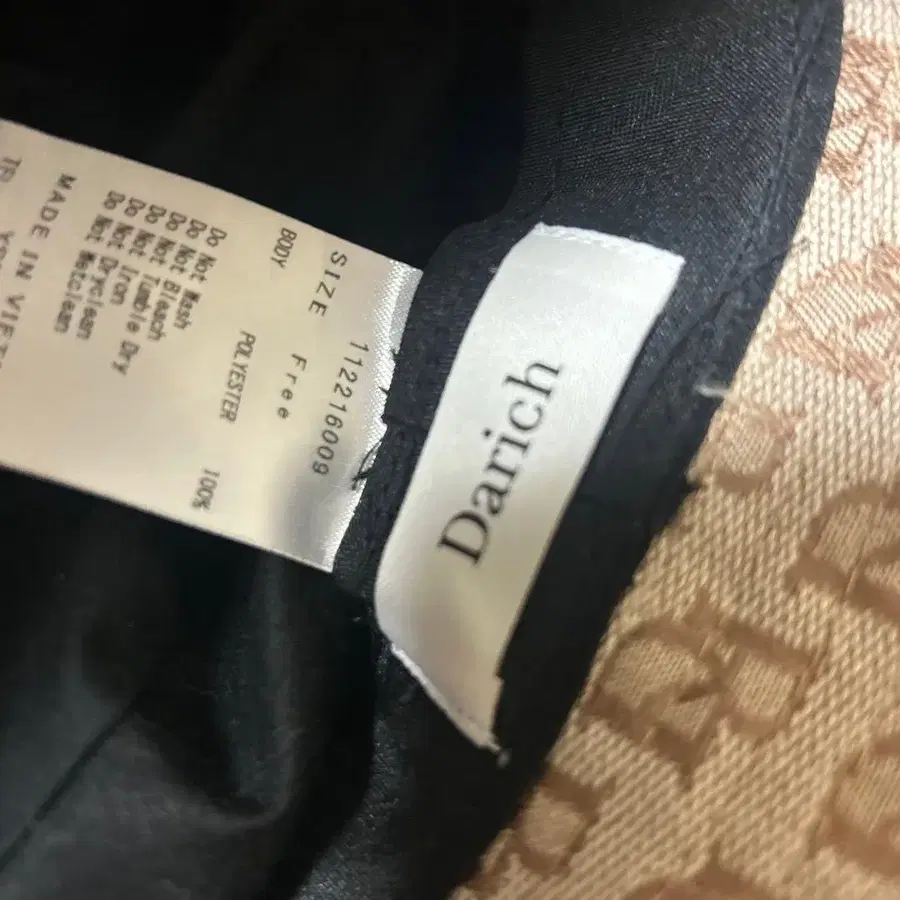 Darich
112216009
SIZE Free
BODY POLYESTER 100%
Do Not Wash
Do Not Bleach
Do Not Tumble Dry
Do Not Iron
Do Not Dryclean
Do Not Wetclean
MADE IN